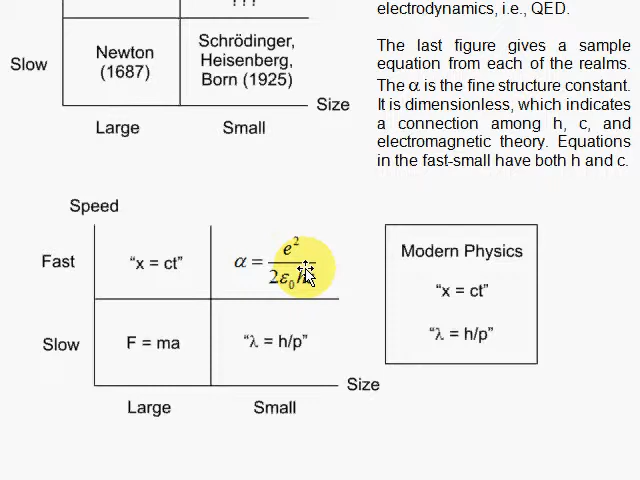 ???
electrodynamics, i.e., QED.
Slow
Newton
(1687)
Schrödinger,
Heisenberg,
Born (1925)
Size
Large
Small
The last figure gives a sample
equation from each of the realms.
The α is the fine structure constant.
It is dimensionless, which indicates
a connection among h, c, and
electromagnetic theory. Equations
in the fast-small have both h and c.
Speed
Fast
"x = ct"
α = e²
2ε₀h
Slow
F = ma
"λ = h/p"
Size
Large
Small
Modern Physics
"x = ct"
"λ = h/p"